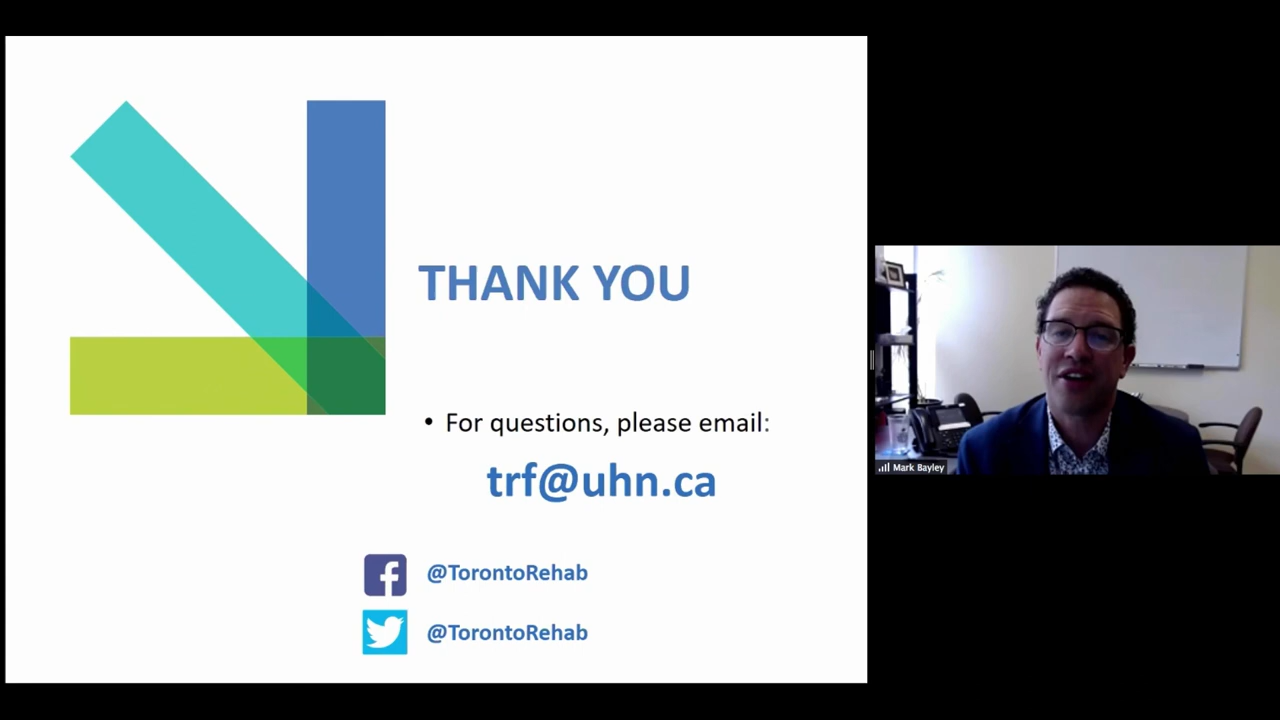 THANK YOU
• For questions, please email:
trf@uhn.ca
@TorontoRehab
@TorontoRehab
Mark Bayley